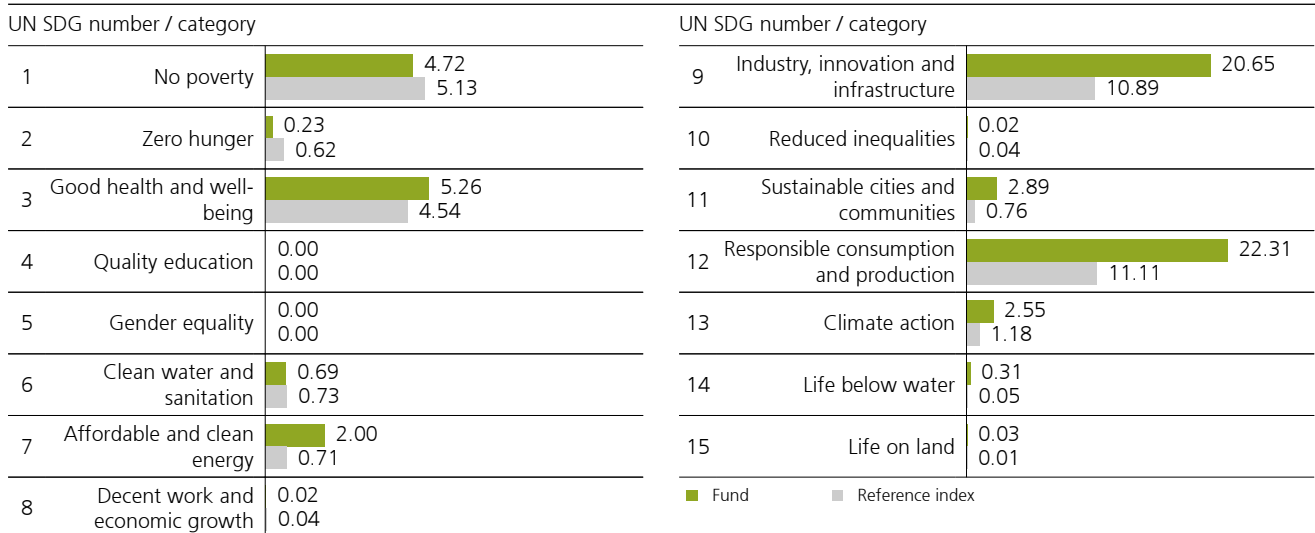 UN SDG number / category
1
No poverty
4.72
5.13
2
Zero hunger
0.23
0.62
3
Good health and well-
being
5.26
4.54
4
Quality education
0.00
0.00
5
Gender equality
0.00
0.00
6
Clean water and
sanitation
0.69
0.73
7
Affordable and clean
energy
2.00
0.71
8
Decent work and
economic growth
0.02
0.04
UN SDG number / category
9
Industry, innovation and
infrastructure
20.65
10.89
10
Reduced inequalities
0.02
0.04
11
Sustainable cities and
communities
2.89
0.76
12
Responsible consumption
and production
22.31
11.11
13
Climate action
2.55
1.18
14
Life below water
0.31
0.05
15
Life on land
0.03
0.01
Fund
Reference index